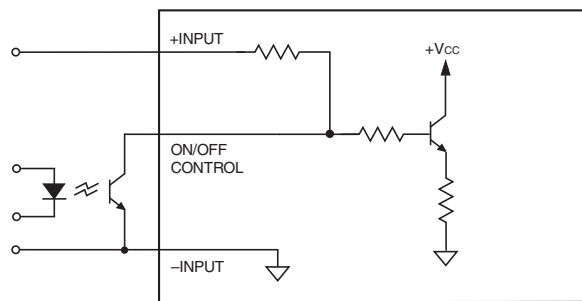 +INPUT
+VCC
ON/OFF
CONTROL
–INPUT